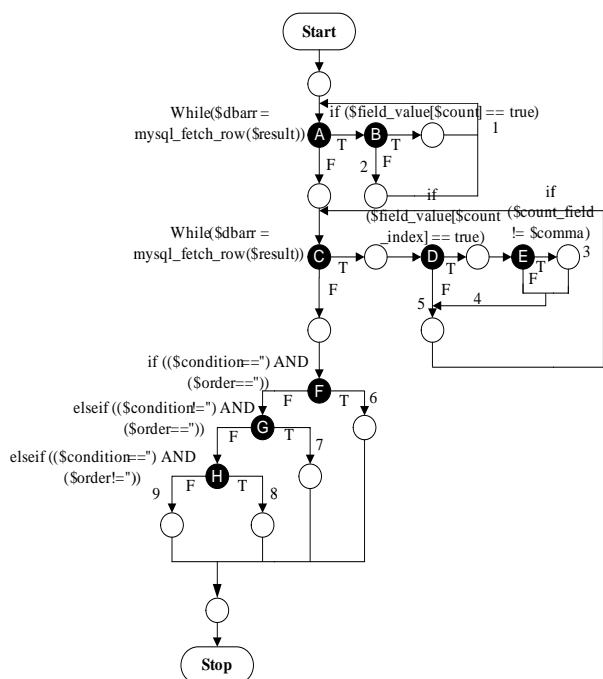 Start
While($dbarr =
mysql_fetch_row($result))
if ($field_value[$count] == true)
A
T
B
T
1
F
2
F
While($dbarr =
mysql_fetch_row($result))
if
($field_value[$count
_index] == true)
if
($count_field
!= $comma)
C
T
D
T
E
T
3
F
F
F
5
4
if (($condition=='') AND
($order==''))
F
F
T
6
elseif (($condition!='') AND
($order==''))
G
F
T
7
elseif (($condition=='') AND
($order!=''))
H
F
T
9
8
Stop